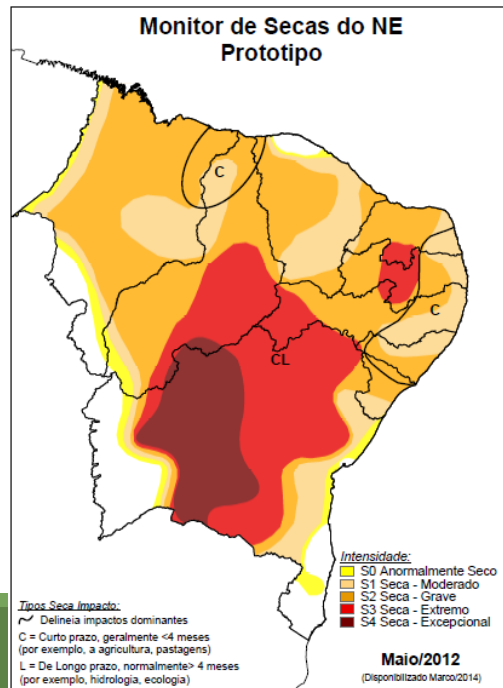 Monitor de Secas do NE
Prototipo
C
C
CL
Intensidade:
S0 Anormalmente Seco
S1 Seca - Moderado
S2 Seca - Grave
S3 Seca - Extremo
S4 Seca - Excepcional
Tipos Seca Impacto:
Delineia impactos dominantes
C = Curto prazo, geralmente <4 meses
(por exemplo, a agricultura, pastagens)
L = De Longo prazo, normalmente> 4 meses
(por exemplo, hidrologia, ecologia)
Maio/2012
(Disponibilizado Marco/2014)